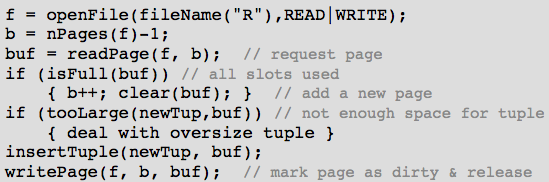 f = openFile(fileName("R"),READ|WRITE);
b = nPages(f)-1;
buf = readPage(f, b);  // request page
if (isFull(buf)) // all slots used
    { b++; clear(buf); }  // add a new page
if (tooLarge(newTup,buf)) // not enough space for tuple
    { deal with oversize tuple }
insertTuple(newTup, buf);
writePage(f, b, buf);  // mark page as dirty & release